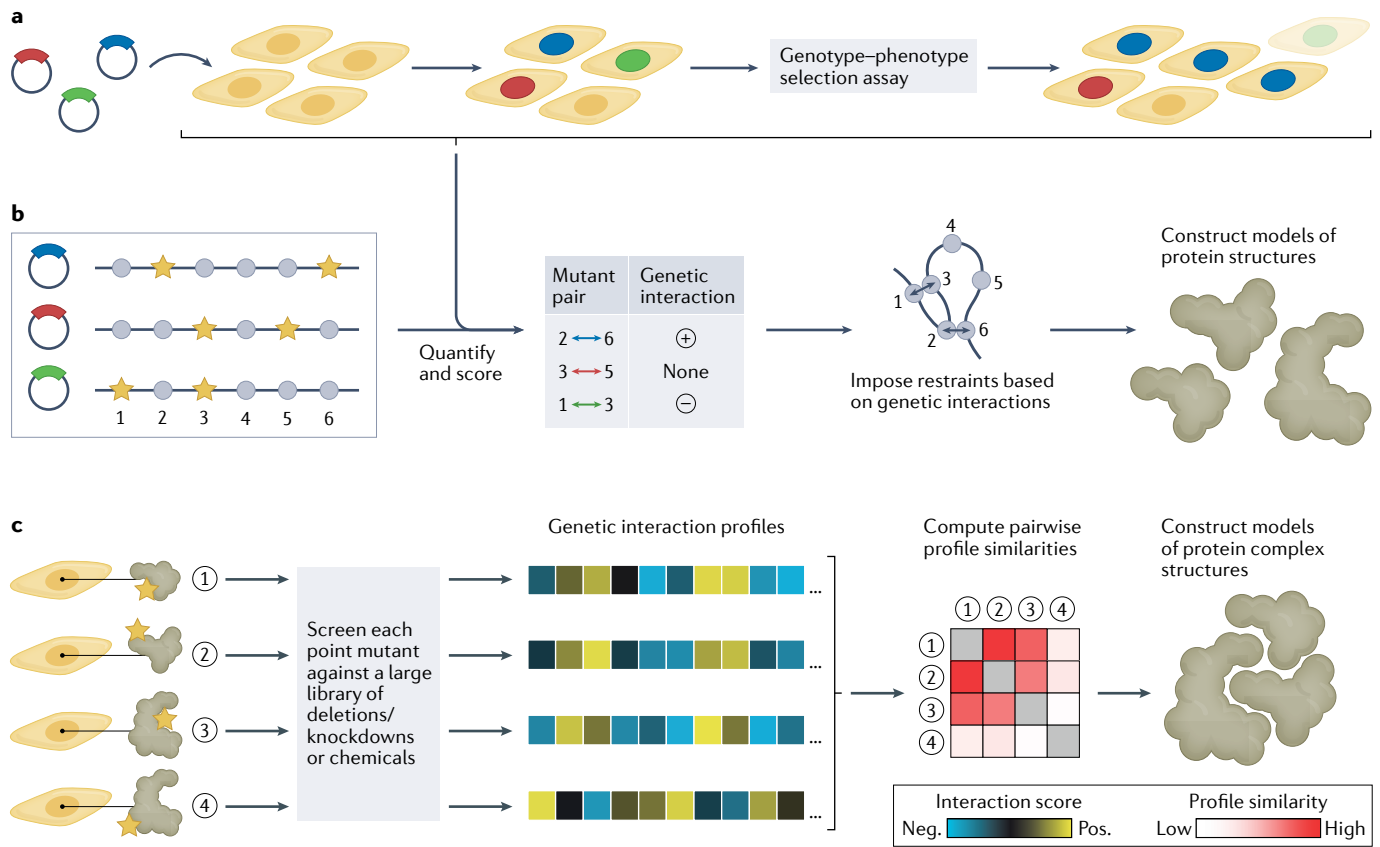 a
Genotype–phenotype
selection assay
b
1 2 3 4 5 6
Quantify
and score
Mutant
pair
Genetic
interaction
2 6 +
3 5 None
1 3 −
4
3
5
1
2
6
Impose restraints based
on genetic interactions
Construct models of
protein structures
c
1
2
3
4
Screen each
point mutant
against a large
library of
deletions/
knockdowns
or chemicals
Genetic interaction profiles
...
...
...
...
Compute pairwise
profile similarities
1 2 3 4
1
2
3
4
Construct models
of protein complex
structures
Interaction score
Neg. Pos.
Profile similarity
Low High